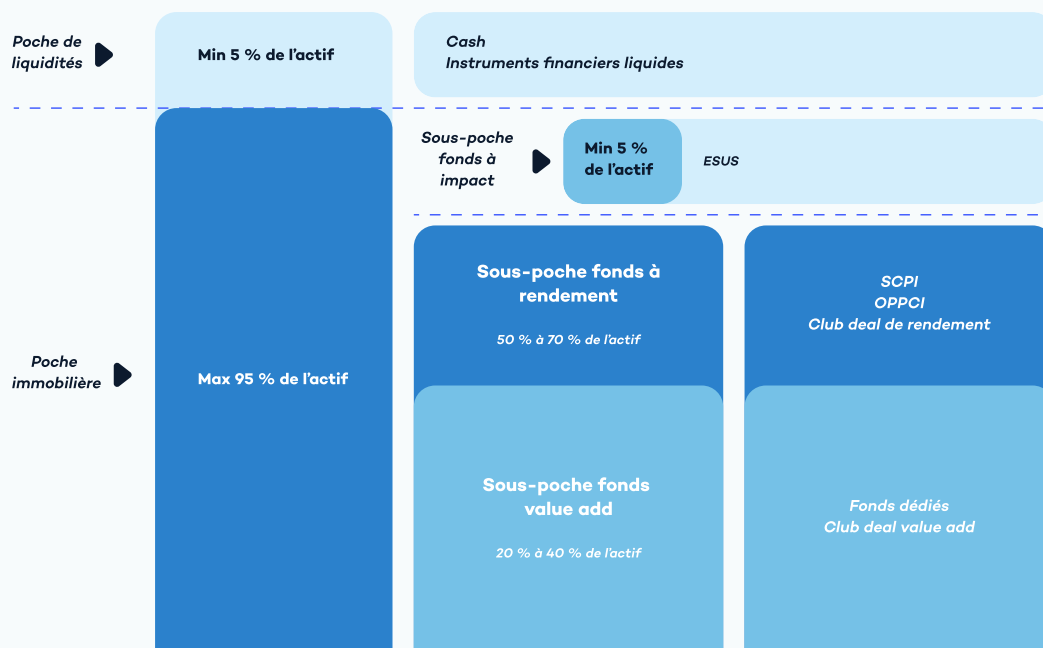 Poche de
liquidités
Min 5 % de l'actif
Cash
Instruments financiers liquides
Sous-poche
fonds à
impact
Min 5 %
de l'actif
ESUS
Poche
immobilière
Max 95 % de l'actif
Sous-poche fonds à
rendement
50 % à 70 % de l'actif
SCPI
OPPCI
Club deal de rendement
Sous-poche fonds
value add
20 % à 40 % de l'actif
Fonds dédiés
Club deal value add